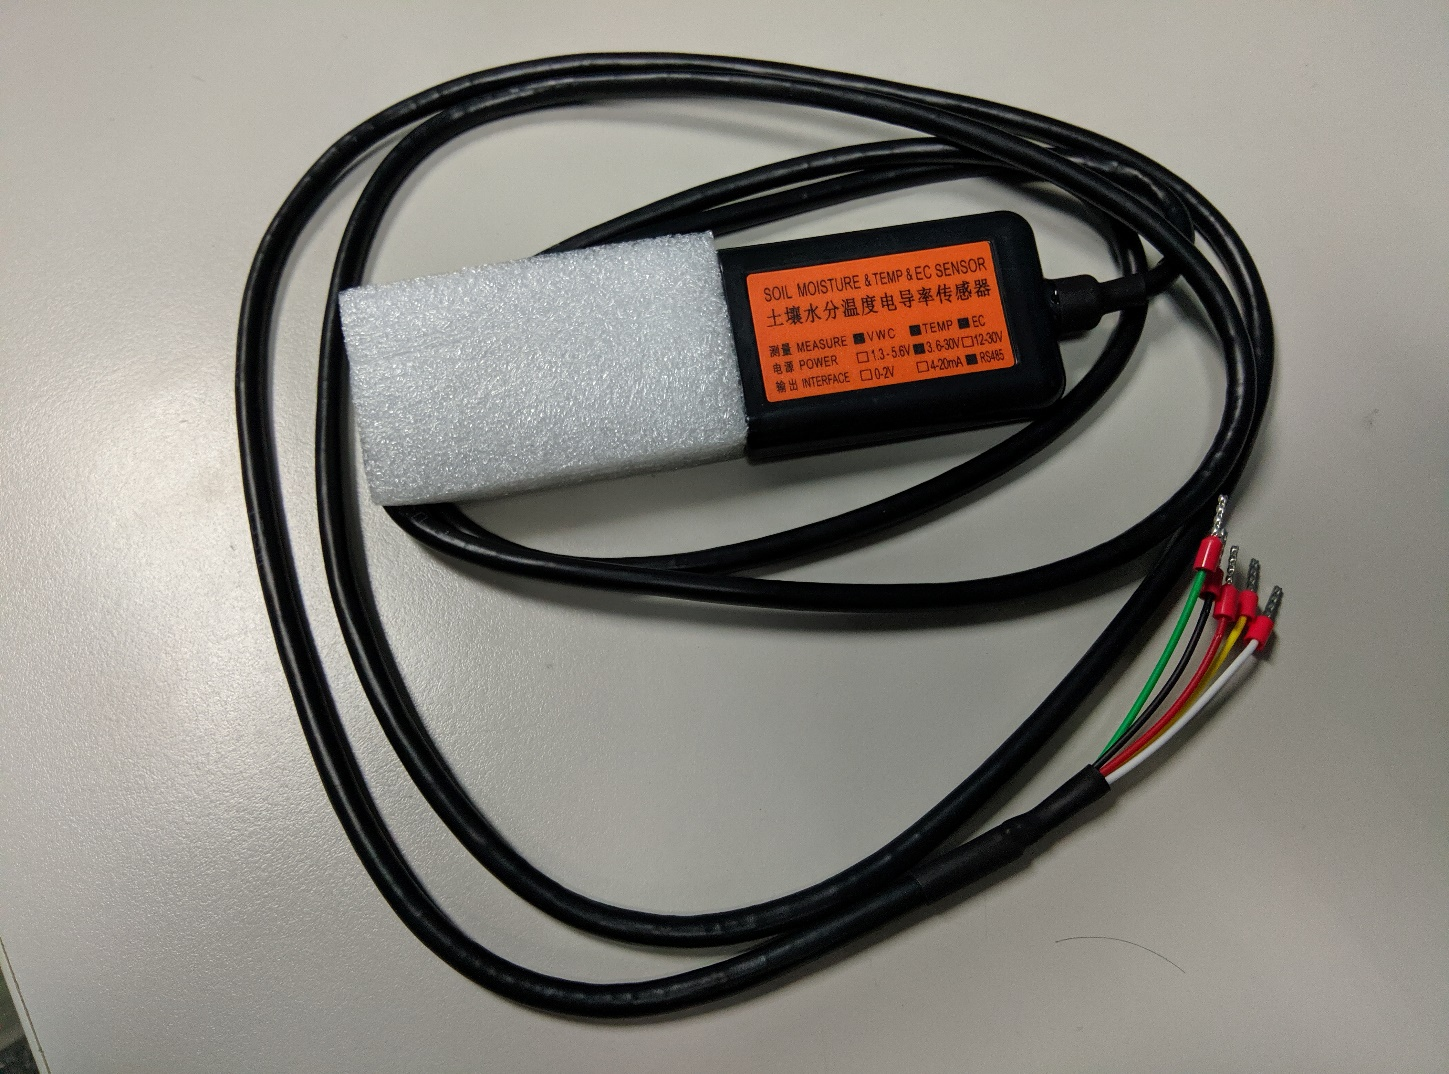 SOIL MOISTURE & TEMP & EC SENSOR
土壤水分温度电导率传感器
测量 MEASURE ■ VWC ■ TEMP ■ EC
电源 POWER □ 1.3-5.6V ■ 3.6-30V □ 12-30V
输出 INTERFACE □ 0-2V □ 4-20mA ■ RS485